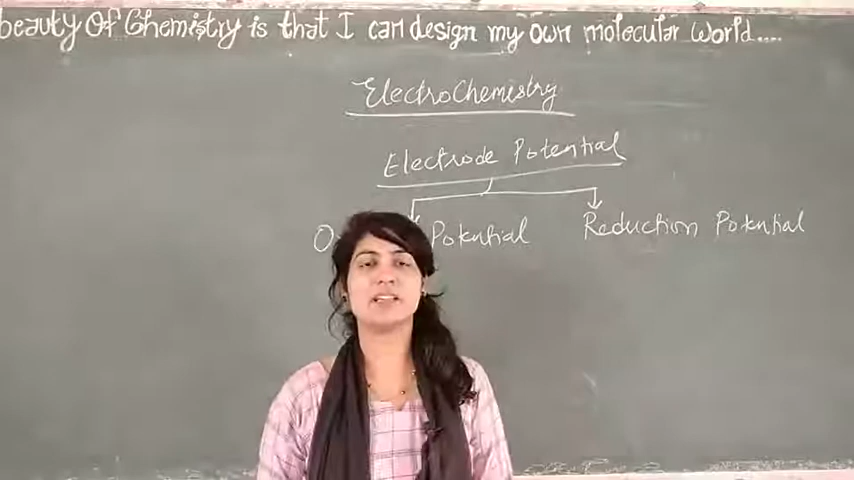 beauty Of Chemistry is that I can design my own molecular world....
ElectroChemistry
Electrode Potential
Potential Reduction Potential